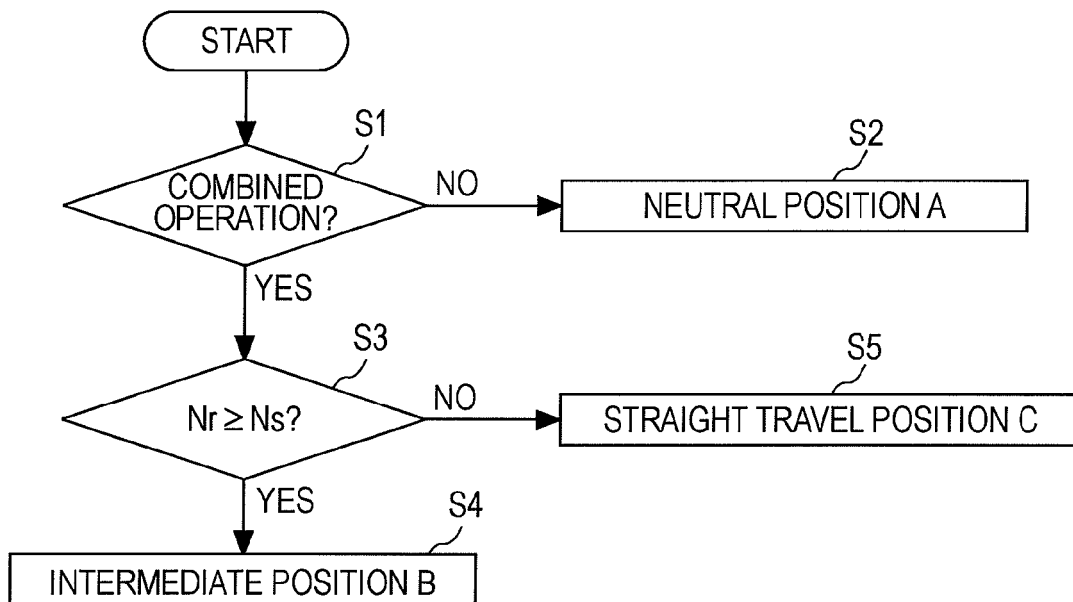 START
S1
COMBINED
OPERATION?
NO
S2
NEUTRAL POSITION A
YES
S3
Nr ≥ Ns?
NO
S5
STRAIGHT TRAVEL POSITION C
YES
S4
INTERMEDIATE POSITION B